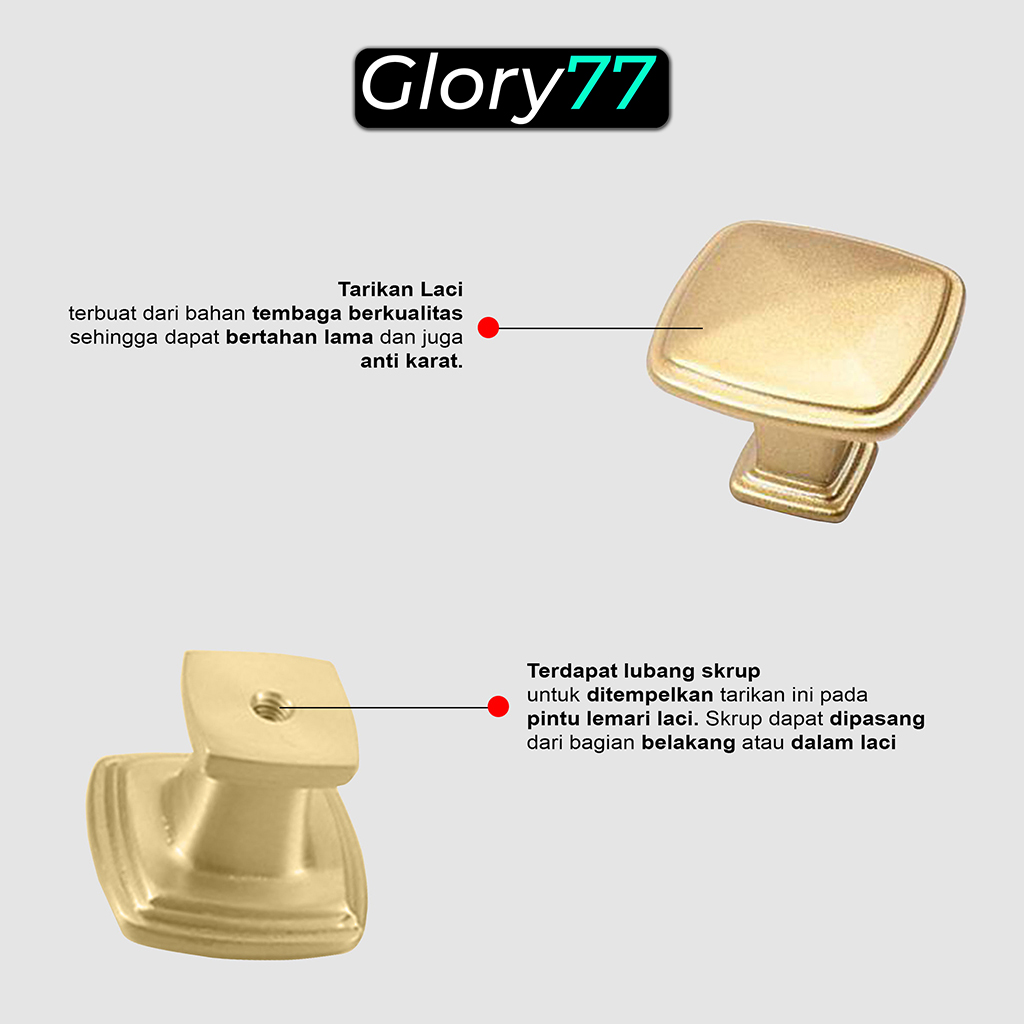 Glory77
Tarikan Laci
terbuat dari bahan tembaga berkualitas
sehingga dapat bertahan lama dan juga
anti karat.
Terdapat lubang skrup
untuk ditempelkan tarikan ini pada
pintu lemari laci. Skrup dapat dipasang
dari bagian belakang atau dalam laci